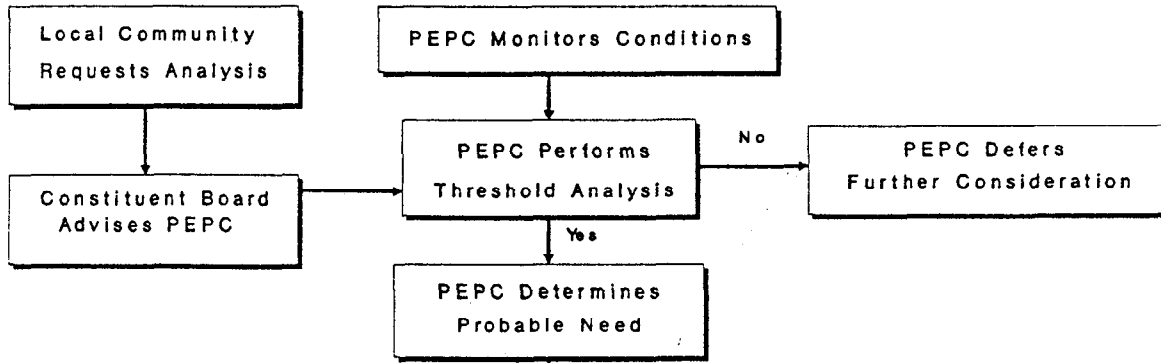 Local Community
Requests Analysis
PEPC Monitors Conditions
Constituent Board
Advises PEPC
PEPC Performs
Threshold Analysis
No
PEPC Defers
Further Consideration
Yes
PEPC Determines
Probable Need